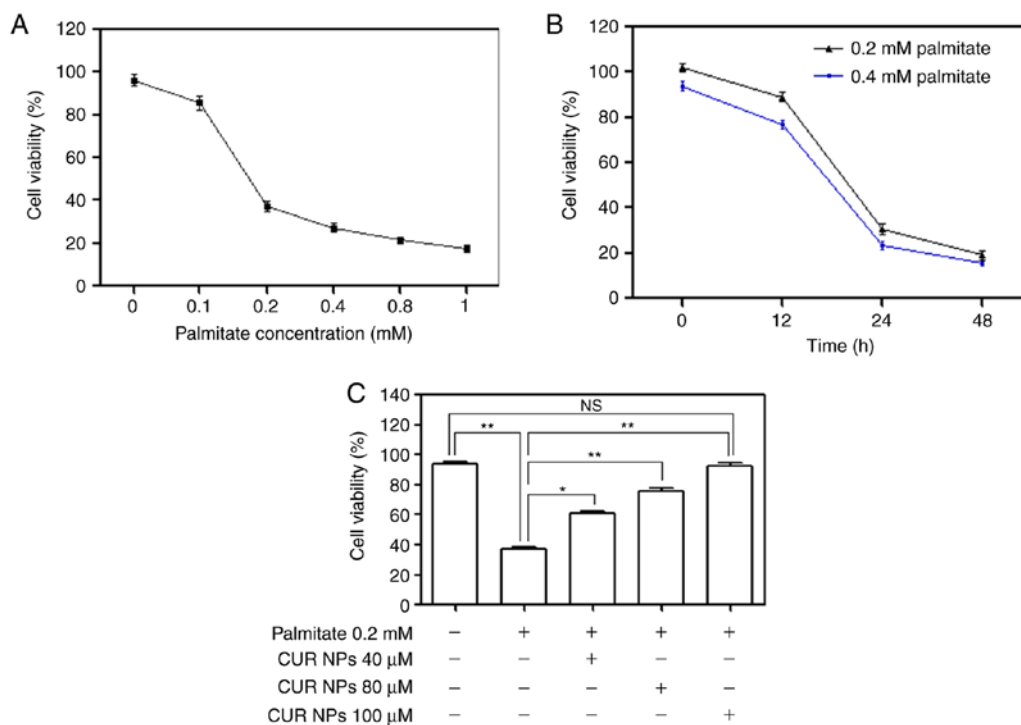 A
120
100
80
60
40
20
0
Cell viability (%)
0 0.1 0.2 0.4 0.8 1
Palmitate concentration (mM)
B
120
100
80
60
40
20
0
Cell viability (%)
0.2 mM palmitate
0.4 mM palmitate
0 12 24 48
Time (h)
C
140
120
100
80
60
40
20
0
Cell viability (%)
NS
** **
**
*
Palmitate 0.2 mM – + + + +
CUR NPs 40 µM – – + – –
CUR NPs 80 µM – – – + –
CUR NPs 100 µM – – – – +